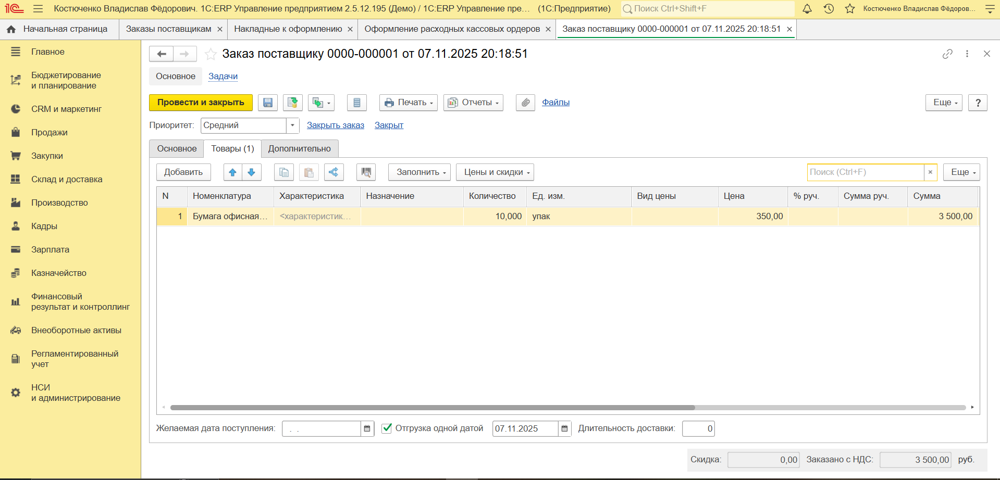 1С Костюченко Владислав Фёдорович. 1С:ERP Управление предприятием 2.5.12.195 (Демо) / 1С:ERP Управление пре... (1С:Предприятие) Поиск Ctrl+Shift+F Костюченко Владислав Фёдоров...
Начальная страница Заказы поставщикам Накладные к оформлению Оформление расходных кассовых ордеров Заказ поставщику 0000-000001 от 07.11.2025 20:18:51
Главное
Бюджетирование
и планирование
CRM и маркетинг
Продажи
Закупки
Склад и доставка
Производство
Кадры
Зарплата
Казначейство
Финансовый
результат и контроллинг
Внеоборотные активы
Регламентированный
учет
НСИ
и администрирование
Заказ поставщику 0000-000001 от 07.11.2025 20:18:51
Основное Задачи
Провести и закрыть Печать Отчеты Файлы Еще ?
Приоритет: Средний Закрыть заказ Закрыт
Основное Товары (1) Дополнительно
Добавить Заполнить Цены и скидки Поиск (Ctrl+F) × Еще
N Номенклатура Характеристика Назначение Количество Ед. изм. Вид цены Цена % руч. Сумма руч. Сумма
1 Бумага офисная... <характеристик... 10,000 упак 350,00 3 500,00
Желаемая дата поступления: . . Отгрузка одной датой 07.11.2025 Длительность доставки: 0
Скидка: 0,00 Заказано с НДС: 3 500,00 руб.